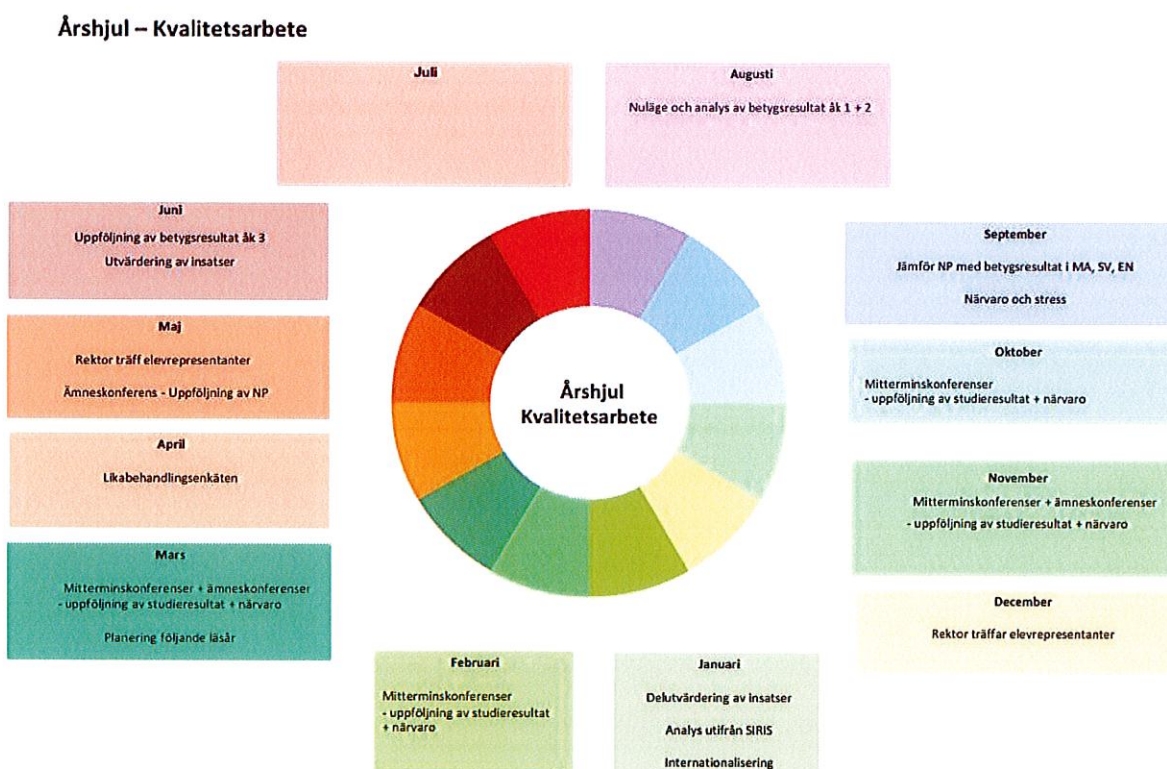 Årshjul – Kvalitetsarbete
Juli
Augusti
Nuläge och analys av betygsresultat åk 1 + 2
September
Jämför NP med betygsresultat i MA, SV, EN
Närvaro och stress
Oktober
Mitterminskonferenser
- uppföljning av studieresultat + närvaro
November
Mitterminskonferenser + ämneskonferenser
- uppföljning av studieresultat + närvaro
December
Rektor träffar elevrepresentanter
Januari
Delutvärdering av insatser
Analys utifrån SIRIS
Internationalisering
Februari
Mitterminskonferenser
- uppföljning av studieresultat
+ närvaro
Mars
Mitterminskonferenser + ämneskonferenser
- uppföljning av studieresultat + närvaro
Planering följande läsår
April
Likabehandlingsenkäten
Maj
Rektor träff elevrepresentanter
Ämneskonferens - Uppföljning av NP
Juni
Uppföljning av betygsresultat åk 3
Utvärdering av insatser
Årshjul
Kvalitetsarbete